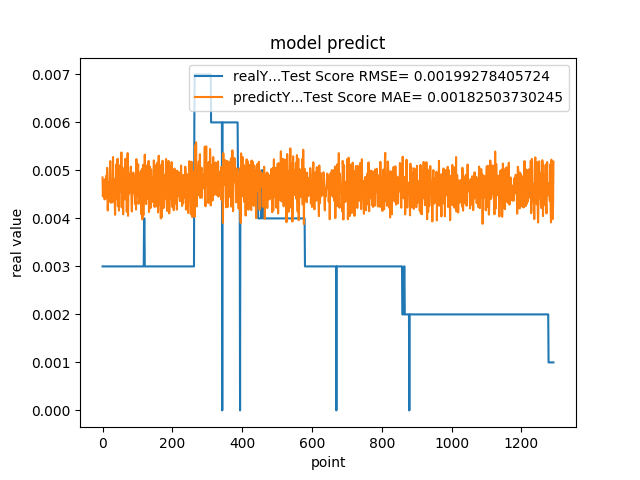 model predict
realY...Test Score RMSE= 0.00199278405724
predictY...Test Score MAE= 0.00182503730245
0.007
0.006
0.005
0.004
0.003
0.002
0.001
0.000
real value
0 200 400 600 800 1000 1200
point